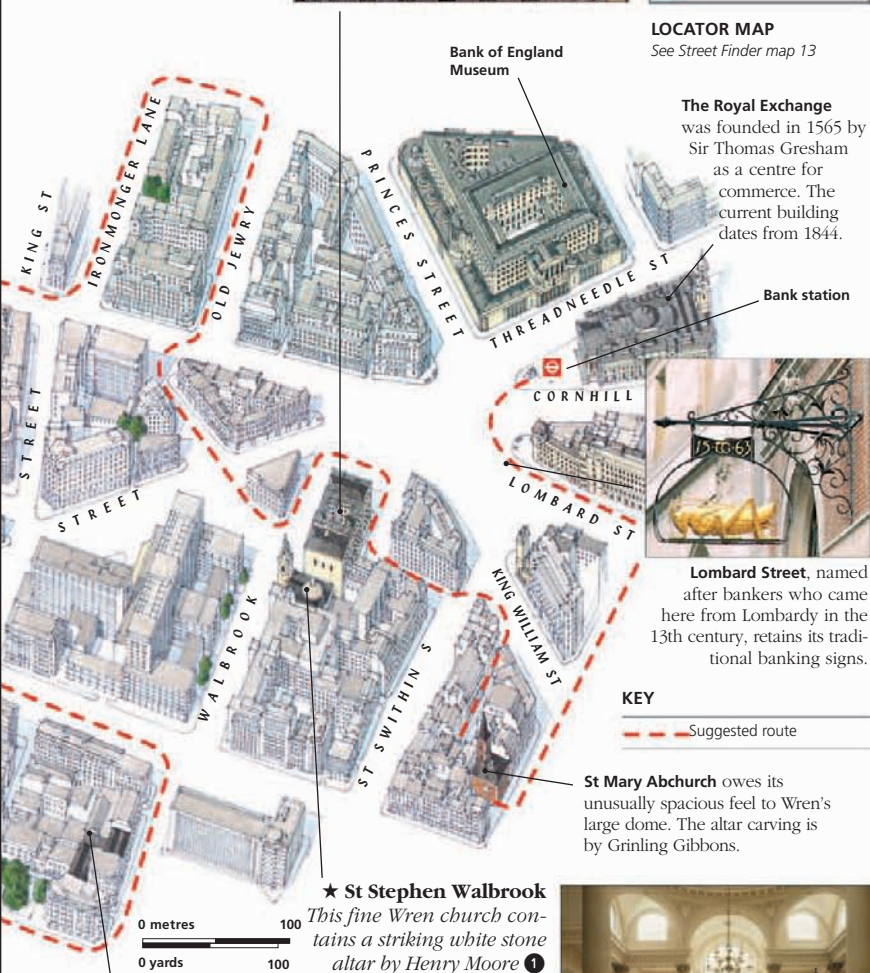 LOCATOR MAP
See Street Finder map 13
Bank of England
Museum
The Royal Exchange
was founded in 1565 by
Sir Thomas Gresham
as a centre for
commerce. The
current building
dates from 1844.
Bank station
KING ST
IRONMONGER LANE
OLD JEWRY
PRINCES STREET
THREADNEEDLE ST
CORNHILL
LOMBARD ST
STREET
STREET
WALBROOK
ST SWITHIN S
KING WILLIAM ST
Lombard Street, named
after bankers who came
here from Lombardy in the
13th century, retains its tradi-
tional banking signs.
KEY
Suggested route
St Mary Abchurch owes its
unusually spacious feel to Wren's
large dome. The altar carving is
by Grinling Gibbons.
★ St Stephen Walbrook
This fine Wren church con-
tains a striking white stone
altar by Henry Moore 1
0 metres 100
0 yards 100